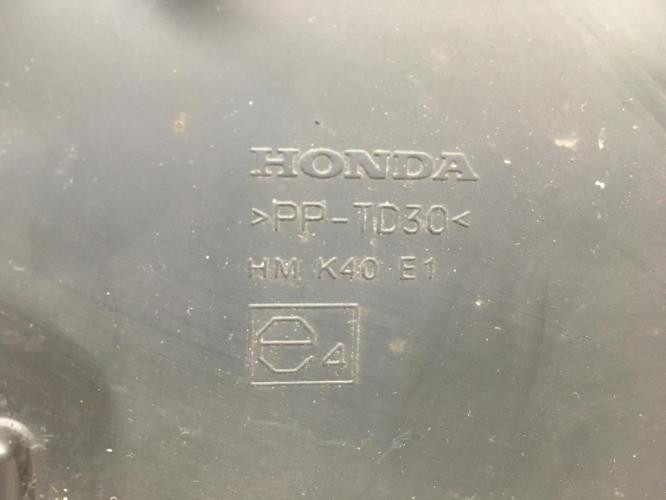 HONDA
>PP-TD30<
HM K40 E1
e4